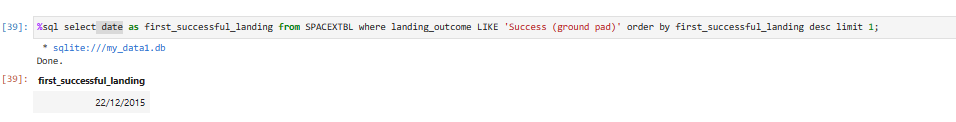 [39]: %sql select date as first_successful_landing from SPACEXTBL where landing_outcome LIKE 'Success (ground pad)' order by first_successful_landing desc limit 1;
* sqlite:///my_data1.db
Done.
[39]: first_successful_landing
22/12/2015